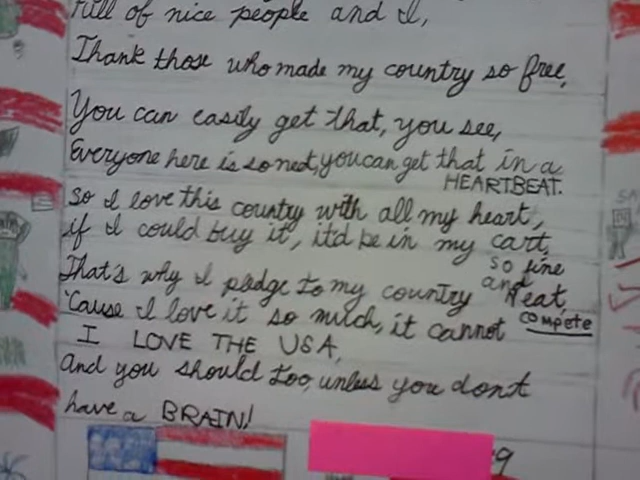 full of nice people and I,
Thank those who made my country so free,
You can easily get that, you see,
Everyone here is so neat, you can get that in a
HEARTBEAT.
So I love this country with all my heart,
if I could buy it, it'd be in my cart,
so fine
That's why I pledge to my country and neat,
'Cause I love it so much, it cannot compete
I LOVE THE USA,
And you should too, unless you don't
have a BRAIN!
9